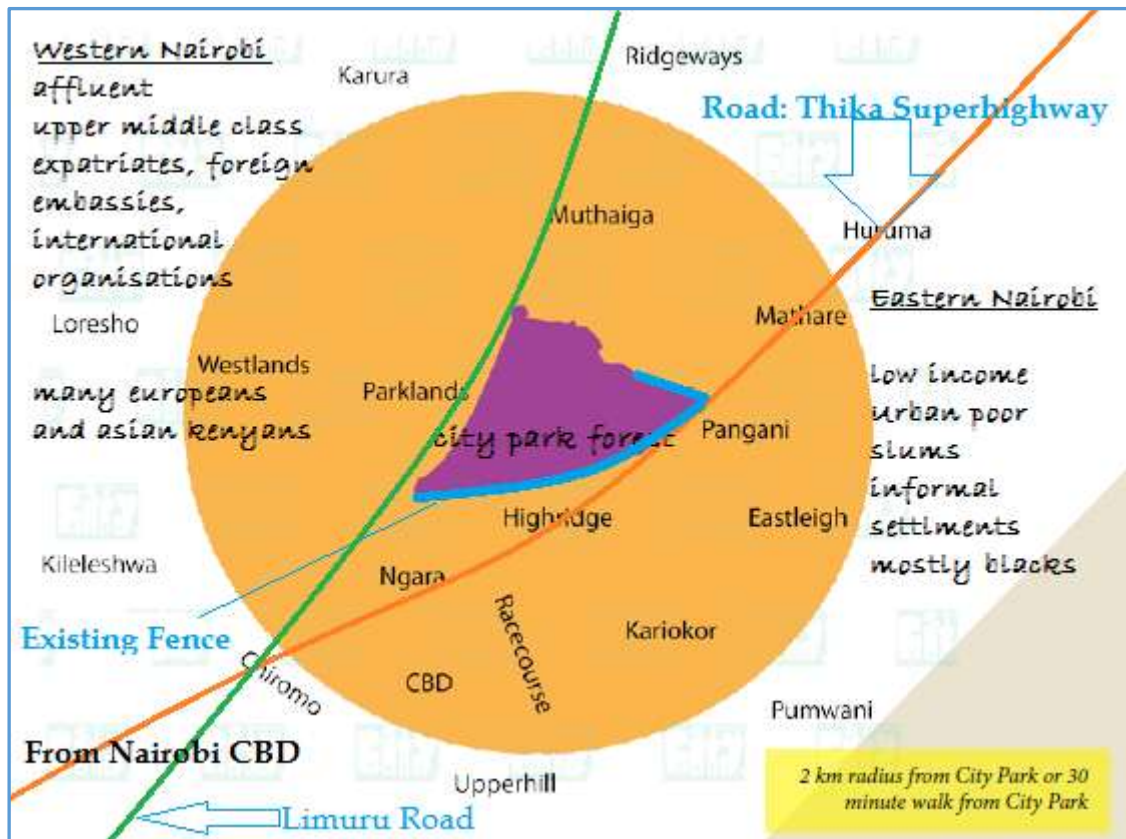 Western Nairobi
affluent
upper middle class
expatriates, foreign
embassies,
international
organisations
many europeans
and asian kenyans
Karura
Ridgeways
Road: Thika Superhighway
Muthaiga
Huruma
Eastern Nairobi
low income
urban poor
slums
informal
settlments
mostly blacks
Loresho
Westlands
Parklands
Mathare
city park forest
Pangani
Highridge
Eastleigh
Kileleshwa
Ngara
Existing Fence
Racecourse
Kariokor
Chiromo
CBD
Pumwani
From Nairobi CBD
Upperhill
Limuru Road
2 km radius from City Park or 30
minute walk from City Park